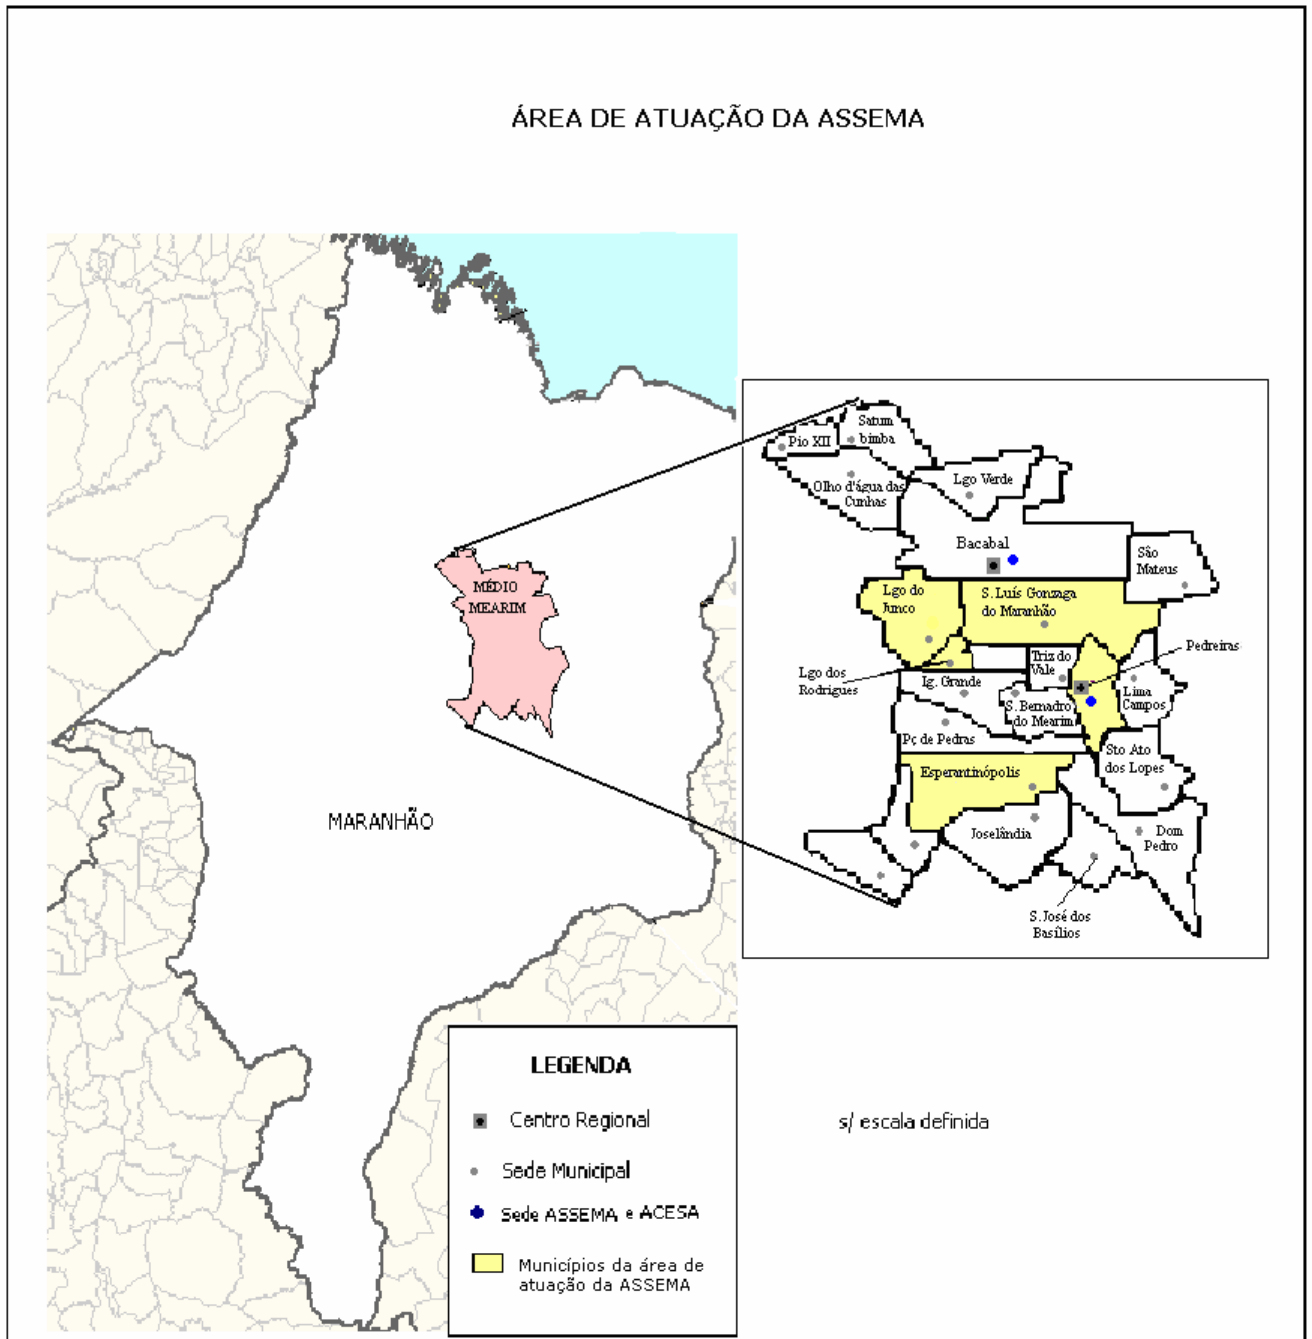 ÁREA DE ATUAÇÃO DA ASSEMA
MÉDIO
MEARIM
MARANHÃO
Satum
bimba
Pio XII
Olho d'água das
Cunhas
Lgo Verde
Bacabal
São
Mateus
Lgo do
Junco
S. Luís Gonzaga
do Maranhão
Pedreiras
Triz do
Vale
Lgo dos
Rodrigues
Ig. Grande
S. Bernadro
do Mearim
Lima
Campos
Pç de Pedras
Sto Ato
dos Lopes
Esperantinópolis
Joselândia
Dom
Pedro
S. José dos
Basílios
LEGENDA
Centro Regional
Sede Municipal
Sede ASSEMA e ACESA
Municípios da área de
atuação da ASSEMA
s/ escala definida